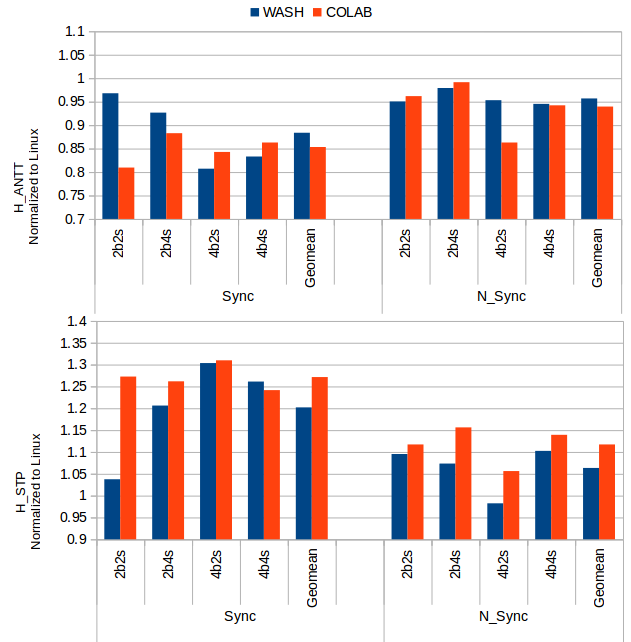 WASH COLAB
1.1
1.05
1
0.95
0.9
0.85
0.8
0.75
0.7
H_ANTT
Normalized to Linux
2b2s 2b4s 4b2s 4b4s Geomean 2b2s 2b4s 4b2s 4b4s Geomean
Sync N_Sync
1.4
1.35
1.3
1.25
1.2
1.15
1.1
1.05
1
0.95
0.9
H_STP
Normalized to Linux
2b2s 2b4s 4b2s 4b4s Geomean 2b2s 2b4s 4b2s 4b4s Geomean
Sync N_Sync